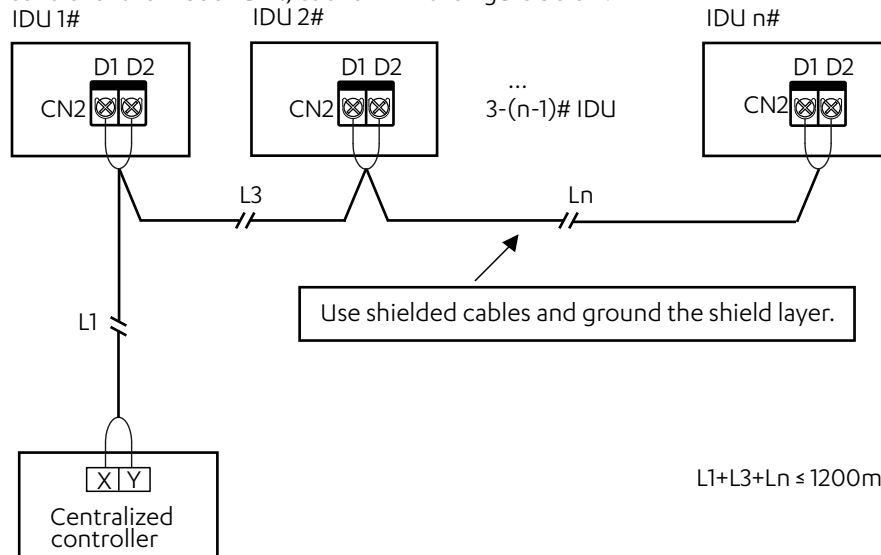 IDU 1#
IDU 2#
IDU n#
D1 D2
D1 D2
D1 D2
CN2
CN2
...
3-(n-1)# IDU
CN2
L3
Ln
Use shielded cables and ground the shield layer.
L1
X Y
L1+L3+Ln ≤ 1200m
Centralized
controller